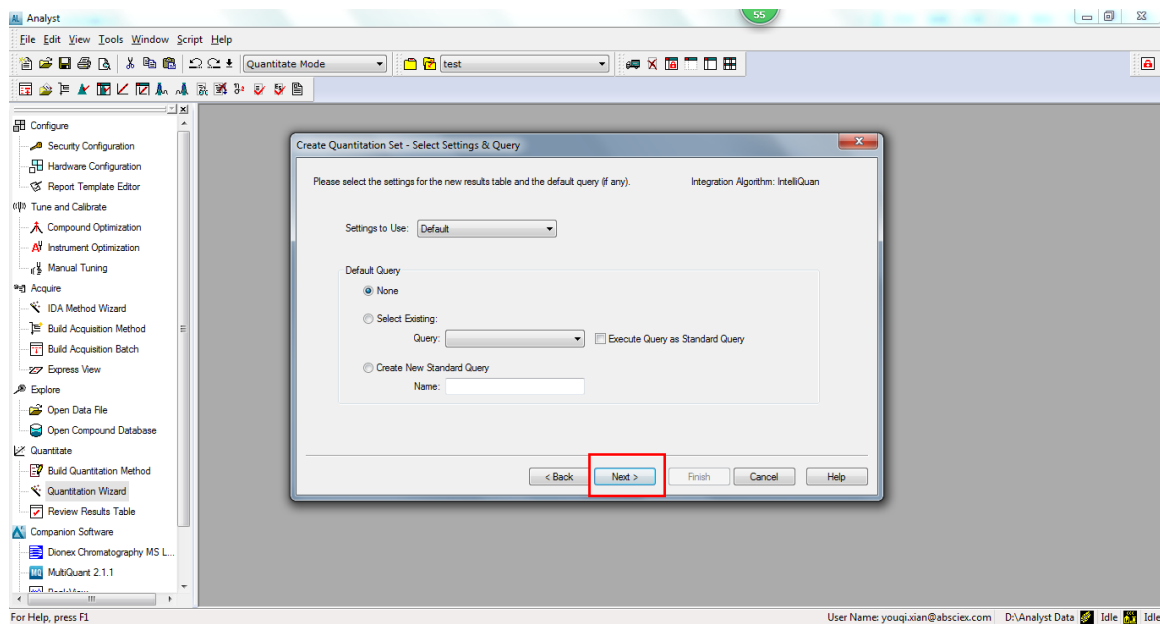 Analyst
55
File Edit View Tools Window Script Help
Quantitate Mode
test
Configure
Security Configuration
Hardware Configuration
Report Template Editor
Tune and Calibrate
Compound Optimization
Instrument Optimization
Manual Tuning
Acquire
IDA Method Wizard
Build Acquisition Method
Build Acquisition Batch
Express View
Explore
Open Data File
Open Compound Database
Quantitate
Build Quantitation Method
Quantitation Wizard
Review Results Table
Companion Software
Dionex Chromatography MS L...
MultiQuant 2.1.1
Create Quantitation Set - Select Settings & Query
Please select the settings for the new results table and the default query (if any). Integration Algorithm: IntelliQuan
Settings to Use: Default
Default Query
None
Select Existing:
Query: Execute Query as Standard Query
Create New Standard Query
Name:
< Back Next > Finish Cancel Help
For Help, press F1 User Name: youqi.xian@absciex.com D:\Analyst Data Idle Idle